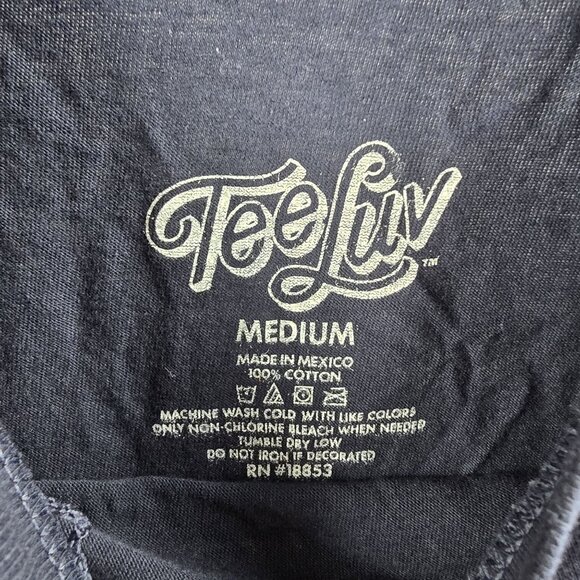 TeeLuv™
MEDIUM
MADE IN MEXICO
100% COTTON
MACHINE WASH COLD WITH LIKE COLORS
ONLY NON-CHLORINE BLEACH WHEN NEEDED
TUMBLE DRY LOW
DO NOT IRON IF DECORATED
RN #18853